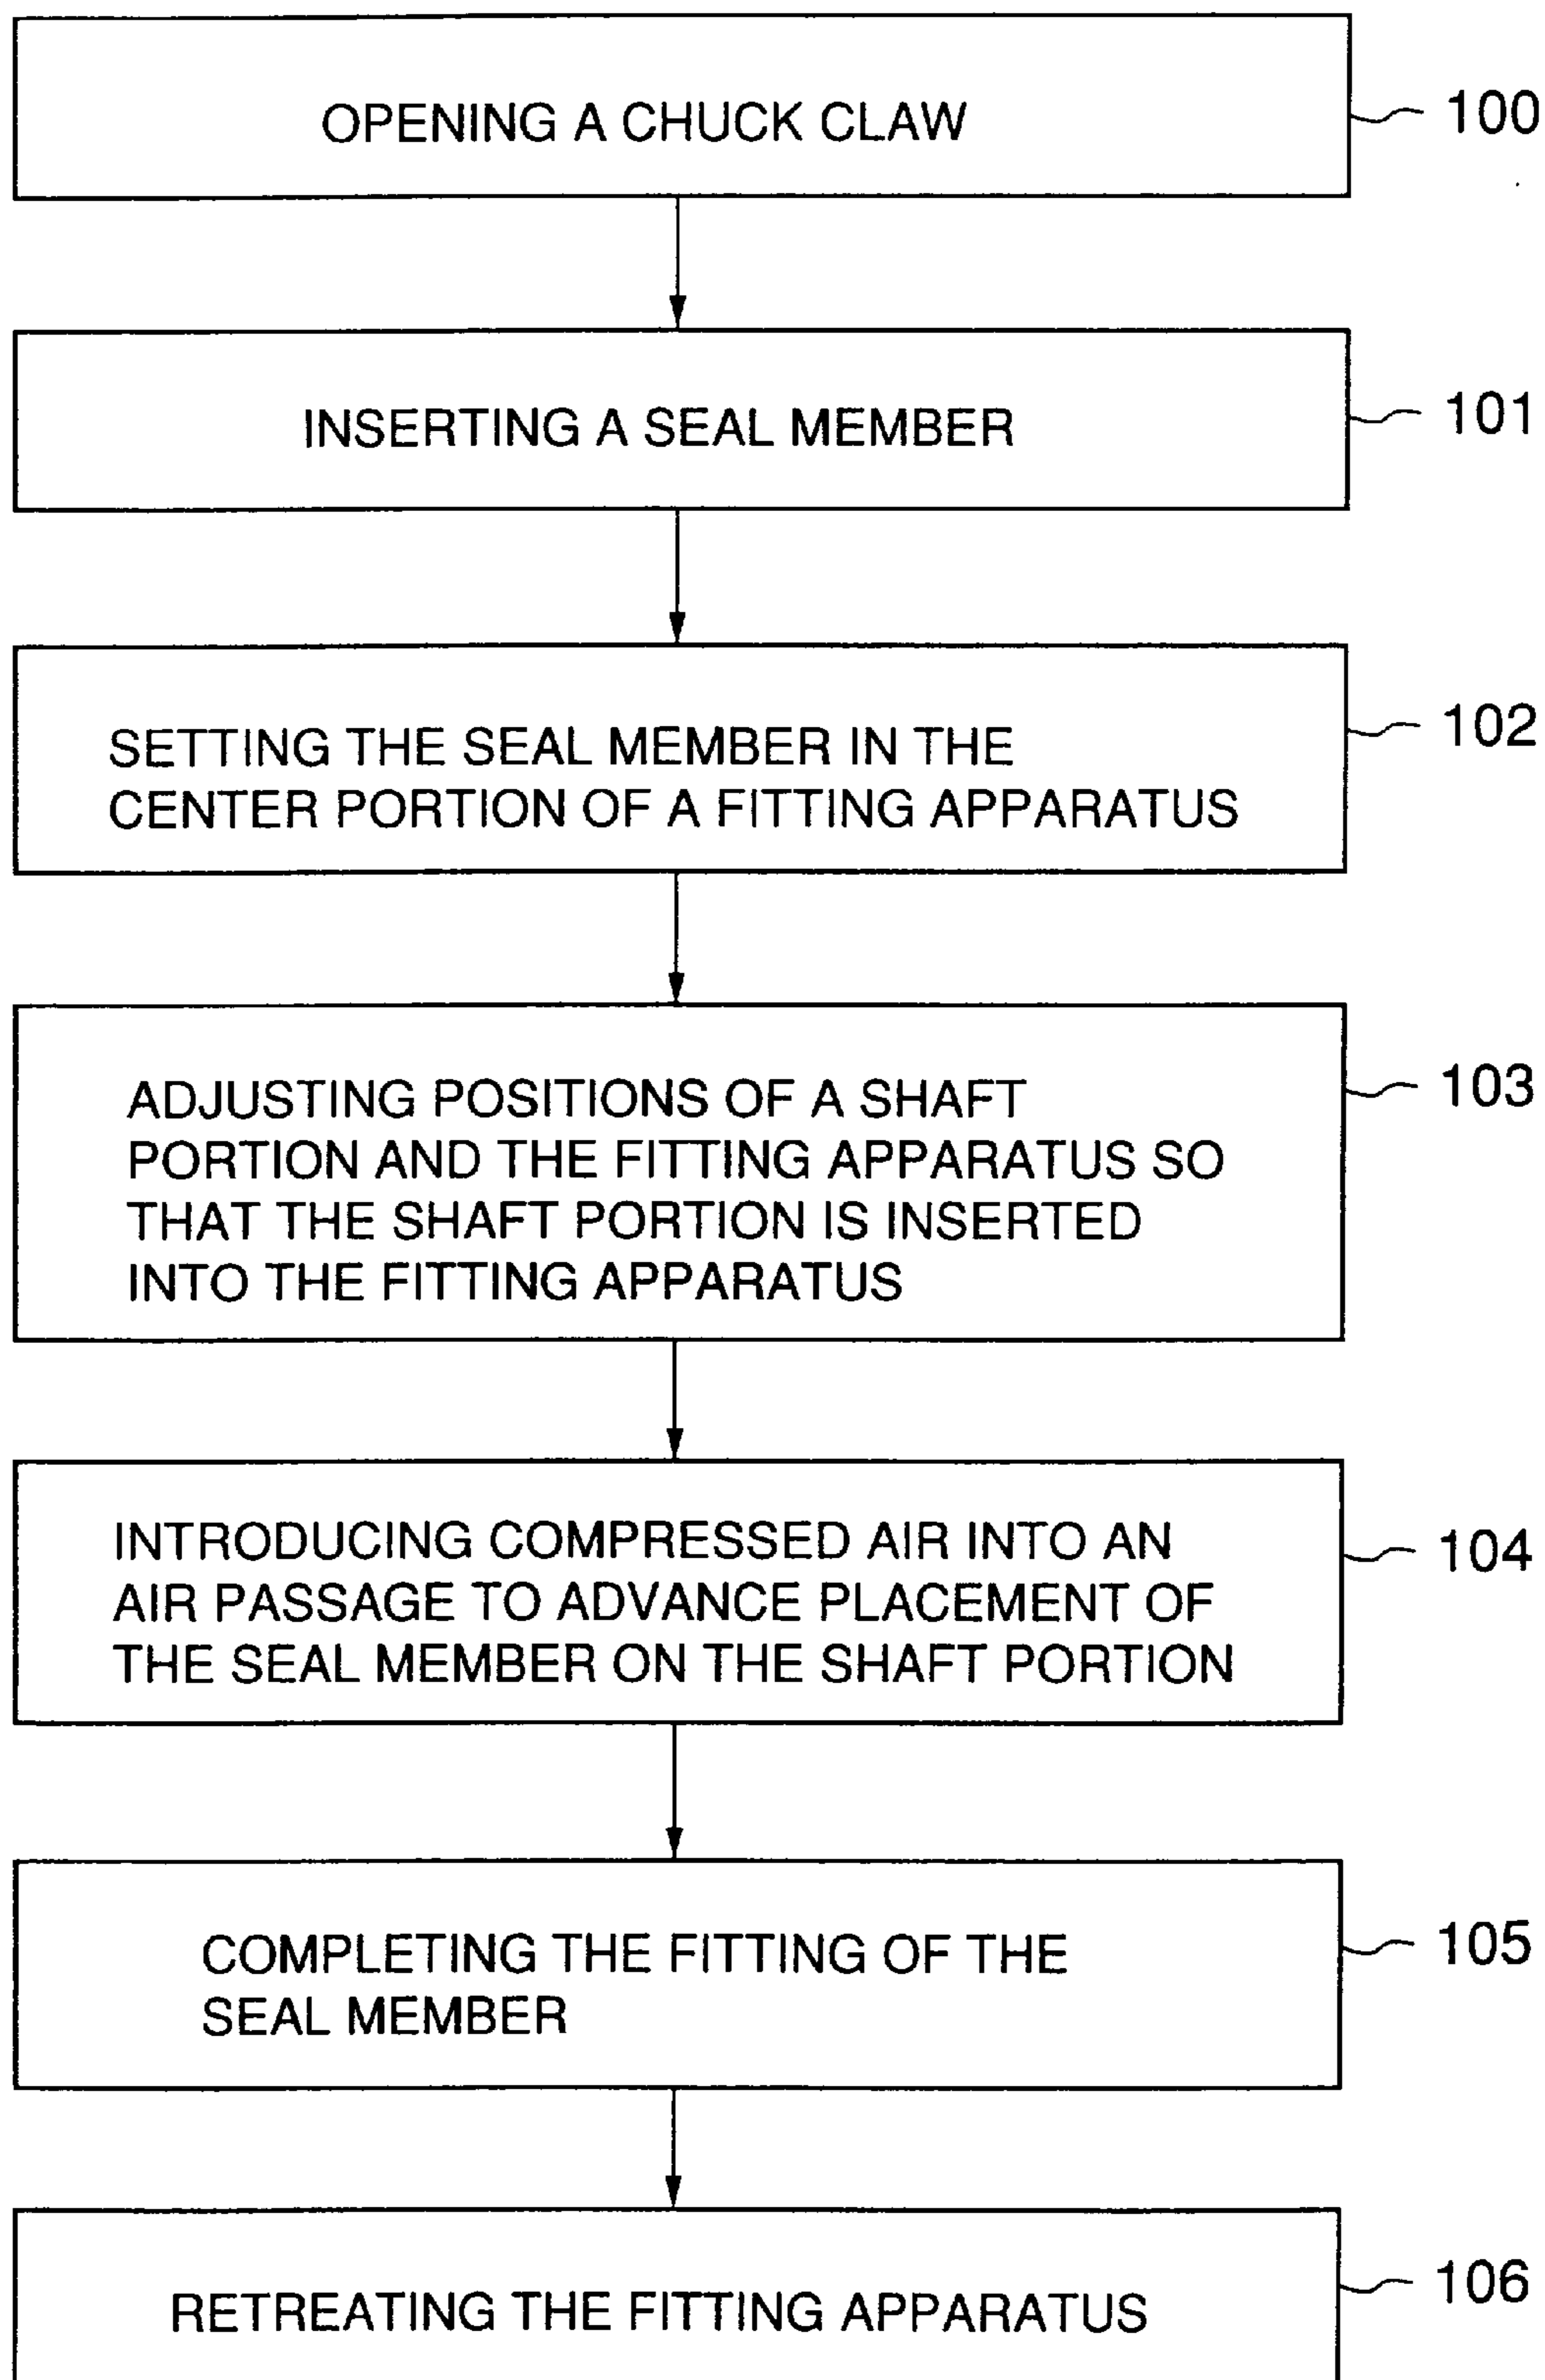 OPENING A CHUCK CLAW
100
INSERTING A SEAL MEMBER
101
SETTING THE SEAL MEMBER IN THE
CENTER PORTION OF A FITTING APPARATUS
102
ADJUSTING POSITIONS OF A SHAFT
PORTION AND THE FITTING APPARATUS SO
THAT THE SHAFT PORTION IS INSERTED
INTO THE FITTING APPARATUS
103
INTRODUCING COMPRESSED AIR INTO AN
AIR PASSAGE TO ADVANCE PLACEMENT OF
THE SEAL MEMBER ON THE SHAFT PORTION
104
COMPLETING THE FITTING OF THE
SEAL MEMBER
105
RETREATING THE FITTING APPARATUS
106